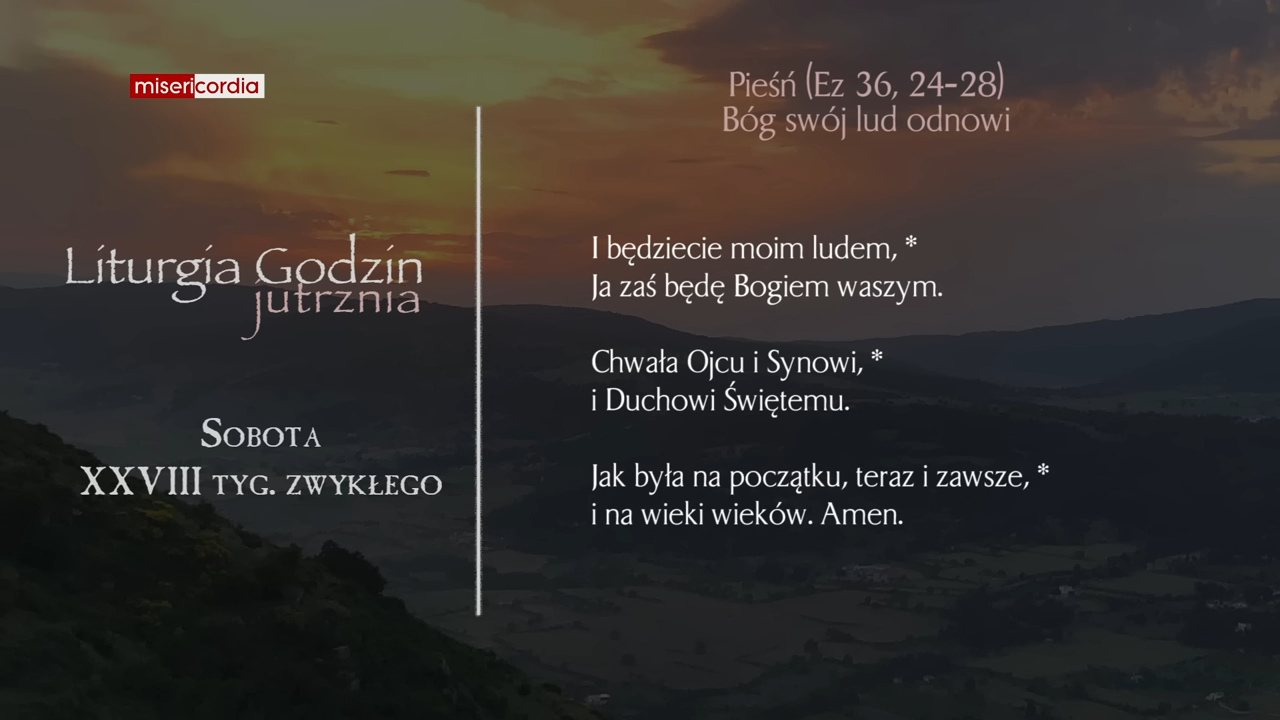 misericordia
Liturgia Godzin
jutrznia
Sobota
XXVIII tyg. zwykłego
Pieśń (Ez 36, 24-28)
Bóg swój lud odnowi
I będziecie moim ludem, *
Ja zaś będę Bogiem waszym.
Chwała Ojcu i Synowi, *
i Duchowi Świętemu.
Jak była na początku, teraz i zawsze, *
i na wieki wieków. Amen.